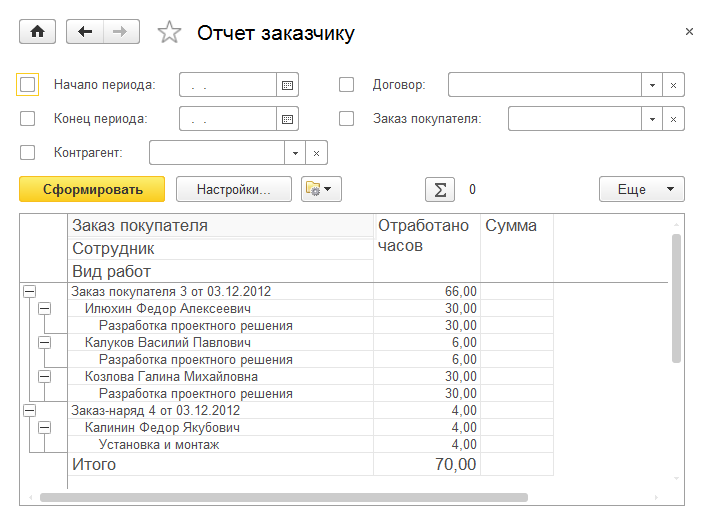 Отчет заказчику
Начало периода: . . Договор:
Конец периода: . . Заказ покупателя:
Контрагент:
Сформировать Настройки... Σ 0 Еще
Заказ покупателя Отработано часов Сумма
Сотрудник
Вид работ
Заказ покупателя 3 от 03.12.2012 66,00
Илюхин Федор Алексеевич 30,00
Разработка проектного решения 30,00
Калуков Василий Павлович 6,00
Разработка проектного решения 6,00
Козлова Галина Михайловна 30,00
Разработка проектного решения 30,00
Заказ-наряд 4 от 03.12.2012 4,00
Калинин Федор Якубович 4,00
Установка и монтаж 4,00
Итого 70,00